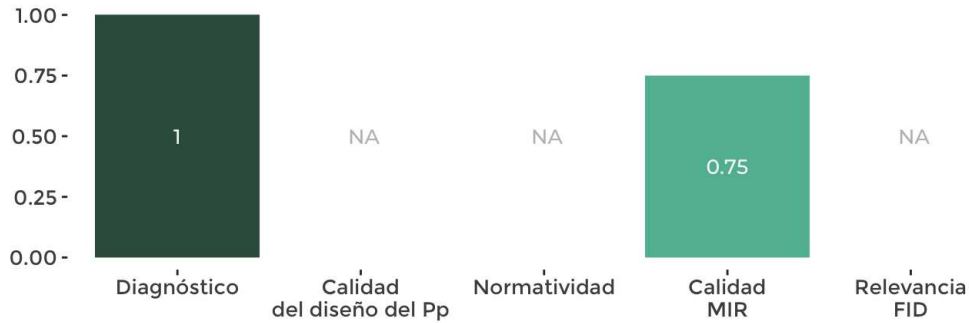 1.00
0.75
0.50
0.25
0.00
1
NA
NA
0.75
NA
Diagnóstico
Calidad
del diseño del Pp
Normatividad
Calidad
MIR
Relevancia
FID